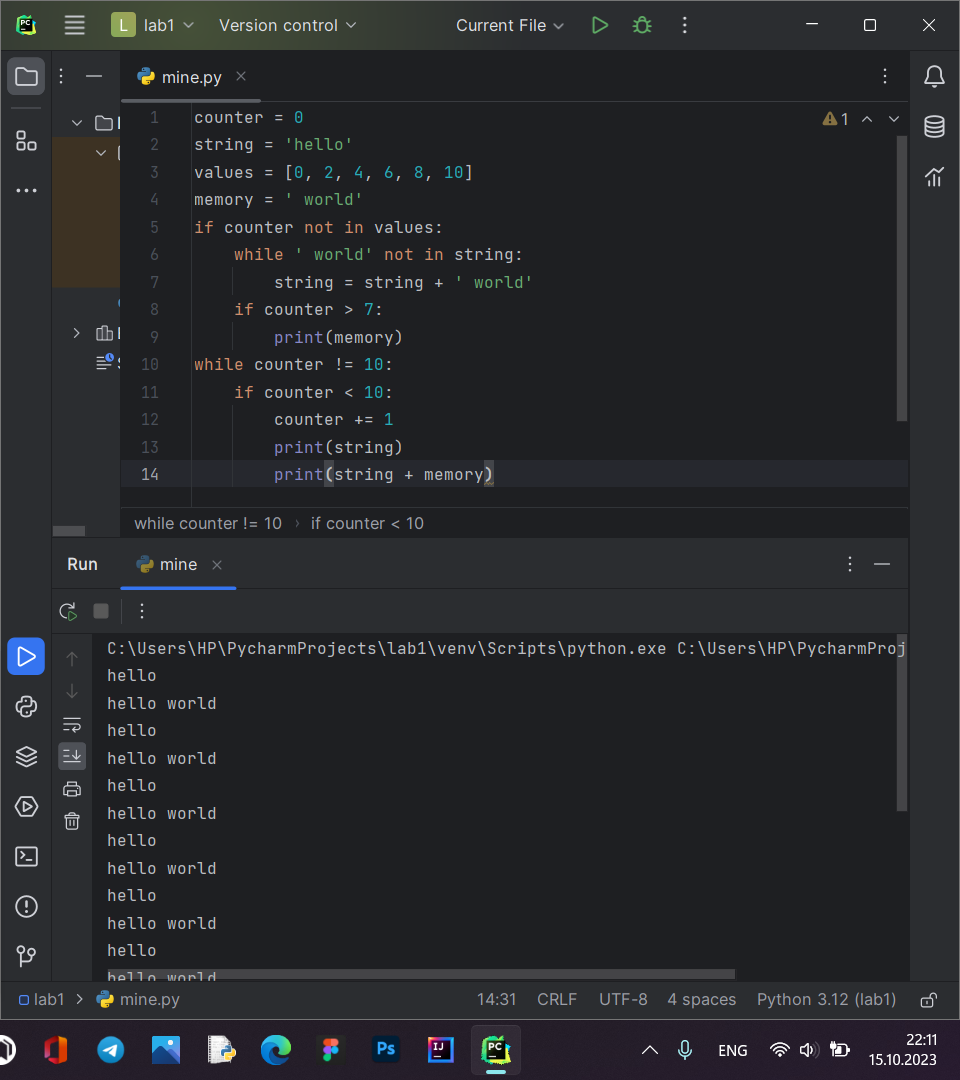 L lab1 Version control Current File
mine.py
1 counter = 0
2 string = 'hello'
3 values = [0, 2, 4, 6, 8, 10]
4 memory = ' world'
5 if counter not in values:
6 while ' world' not in string:
7 string = string + ' world'
8 if counter > 7:
9 print(memory)
10 while counter != 10:
11 if counter < 10:
12 counter += 1
13 print(string)
14 print(string + memory)
1
while counter != 10 › if counter < 10
Run mine
C:\Users\HP\PycharmProjects\lab1\venv\Scripts\python.exe C:\Users\HP\PycharmProj
hello
hello world
hello
hello world
hello
hello world
hello
hello world
hello
hello world
hello
hello world
lab1 > mine.py 14:31 CRLF UTF-8 4 spaces Python 3.12 (lab1)
Ps IJ PC ENG 22:11
15.10.2023